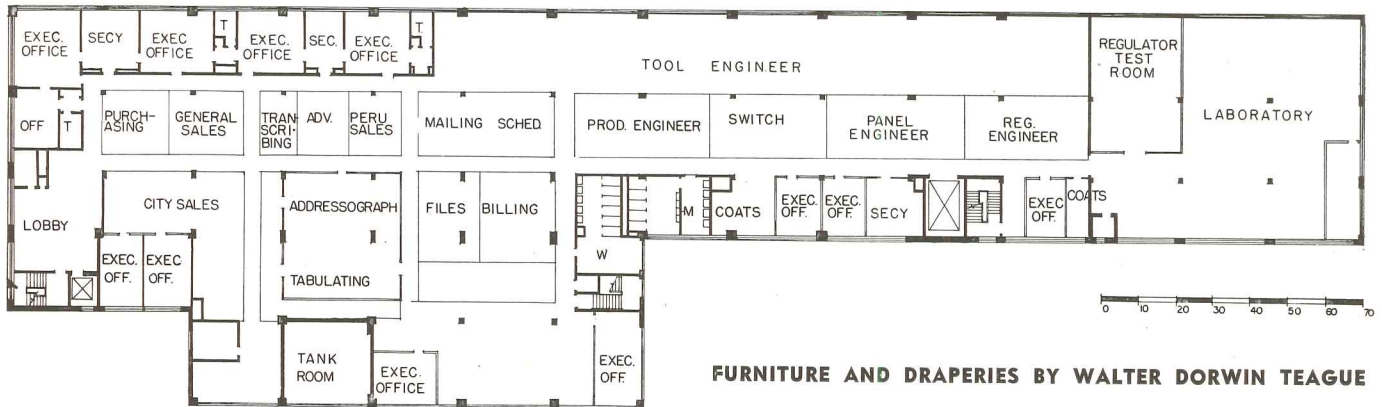 EXEC.
OFFICE
SECY
EXEC
OFFICE
T
EXEC.
OFFICE
SEC.
EXEC.
OFFICE
T
TOOL ENGINEER
REGULATOR
TEST
ROOM
LABORATORY
OFF
T
PURCH-
ASING
GENERAL
SALES
TRAN
SCRI-
BING
ADV.
PERU
SALES
MAILING SCHED.
PROD. ENGINEER
SWITCH
PANEL
ENGINEER
REG.
ENGINEER
LOBBY
CITY SALES
EXEC.
OFF.
EXEC
OFF.
ADDRESSOGRAPH
TABULATING
FILES
BILLING
W
M
COATS
EXEC.
OFF.
EXEC.
OFF.
SECY
EXEC
OFF.
COATS
TANK
ROOM
EXEC.
OFFICE
EXEC.
OFF.
0 10 20 30 40 50 60 70
FURNITURE AND DRAPERIES BY WALTER DORWIN TEAGUE